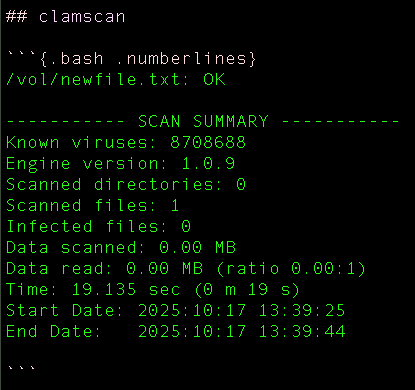 ## clamscan

```{.bash .numberlines}
/vol/newfile.txt: OK

----------- SCAN SUMMARY -----------
Known viruses: 8708688
Engine version: 1.0.9
Scanned directories: 0
Scanned files: 1
Infected files: 0
Data scanned: 0.00 MB
Data read: 0.00 MB (ratio 0.00:1)
Time: 19.135 sec (0 m 19 s)
Start Date: 2025:10:17 13:39:25
End Date:   2025:10:17 13:39:44

```